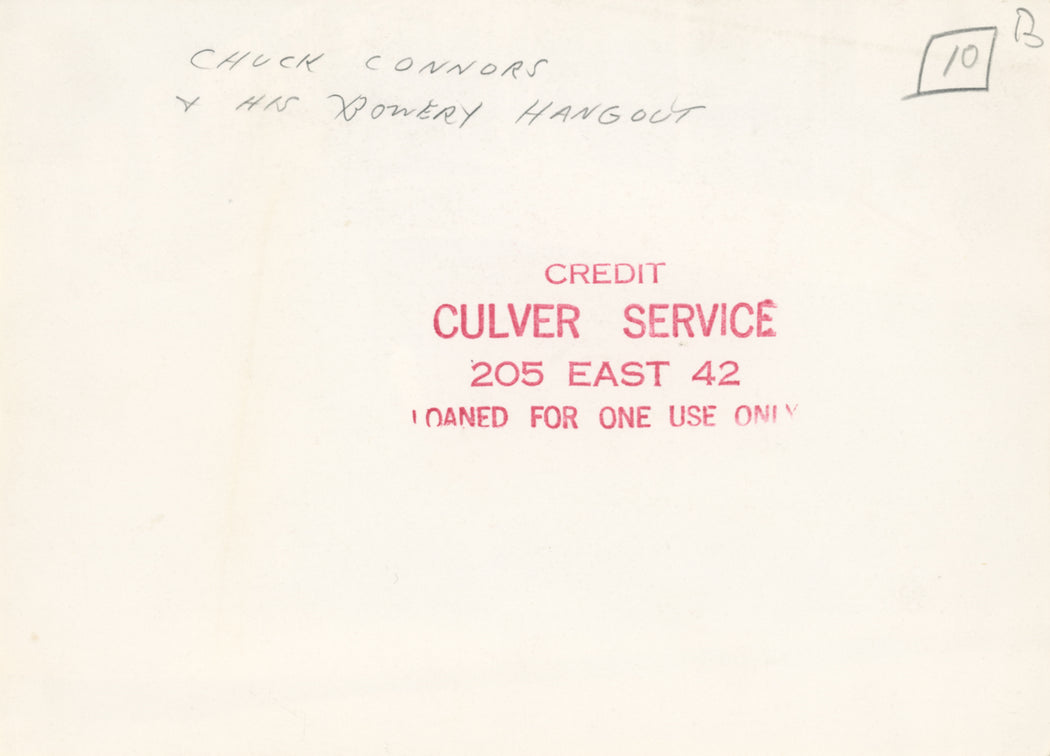 CHUCK CONNORS
& HIS BOWERY HANGOUT
10
B
CREDIT
CULVER SERVICE
205 EAST 42
LOANED FOR ONE USE ONLY